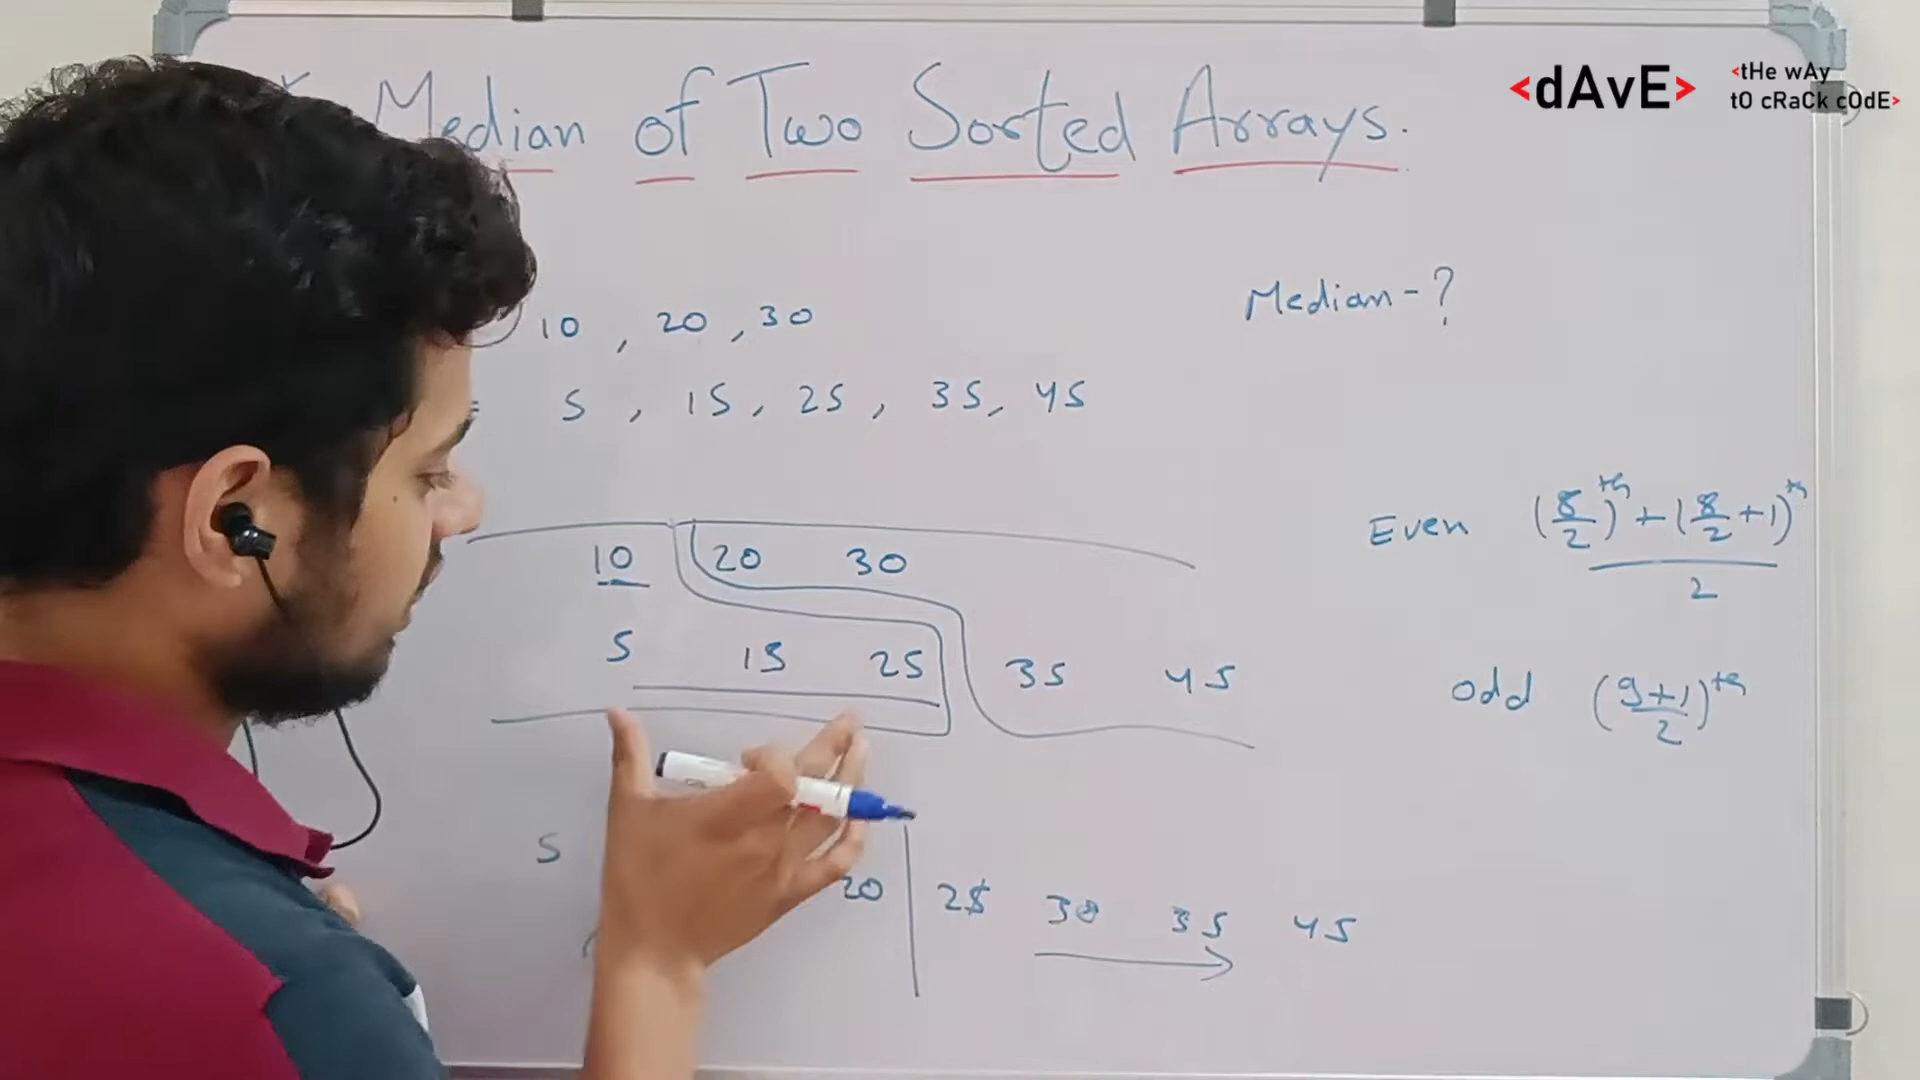 Median of Two Sorted Arrays.
<dAvE>
<tHe wAy
tO cRaCk cOdE>
Median - ?
10 , 20 , 30
= 5 , 15 , 25 , 35, 45
Even (8/2)th + (8/2 + 1)th
2
10 20 30
5 15 25 35 45
odd (9+1/2)th
5 20 25 30 35 45